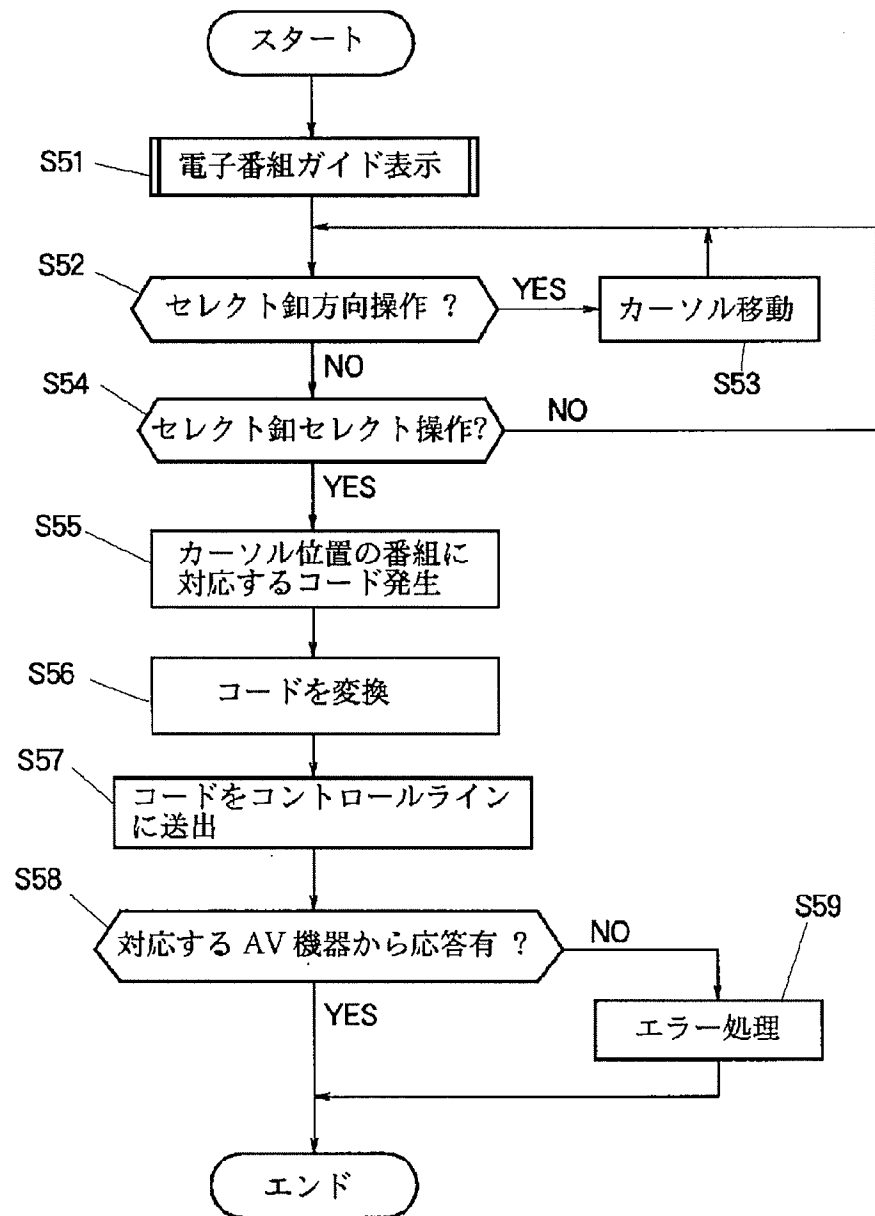 スタート
S51
電子番組ガイド表示
S52
セレクト釦方向操作 ?
YES
カーソル移動
S53
NO
S54
セレクト釦セレクト操作?
NO
YES
S55
カーソル位置の番組に
対応するコード発生
S56
コードを変換
S57
コードをコントロールライン
に送出
S58
対応する AV 機器から応答有 ?
NO
S59
YES
エラー処理
エンド